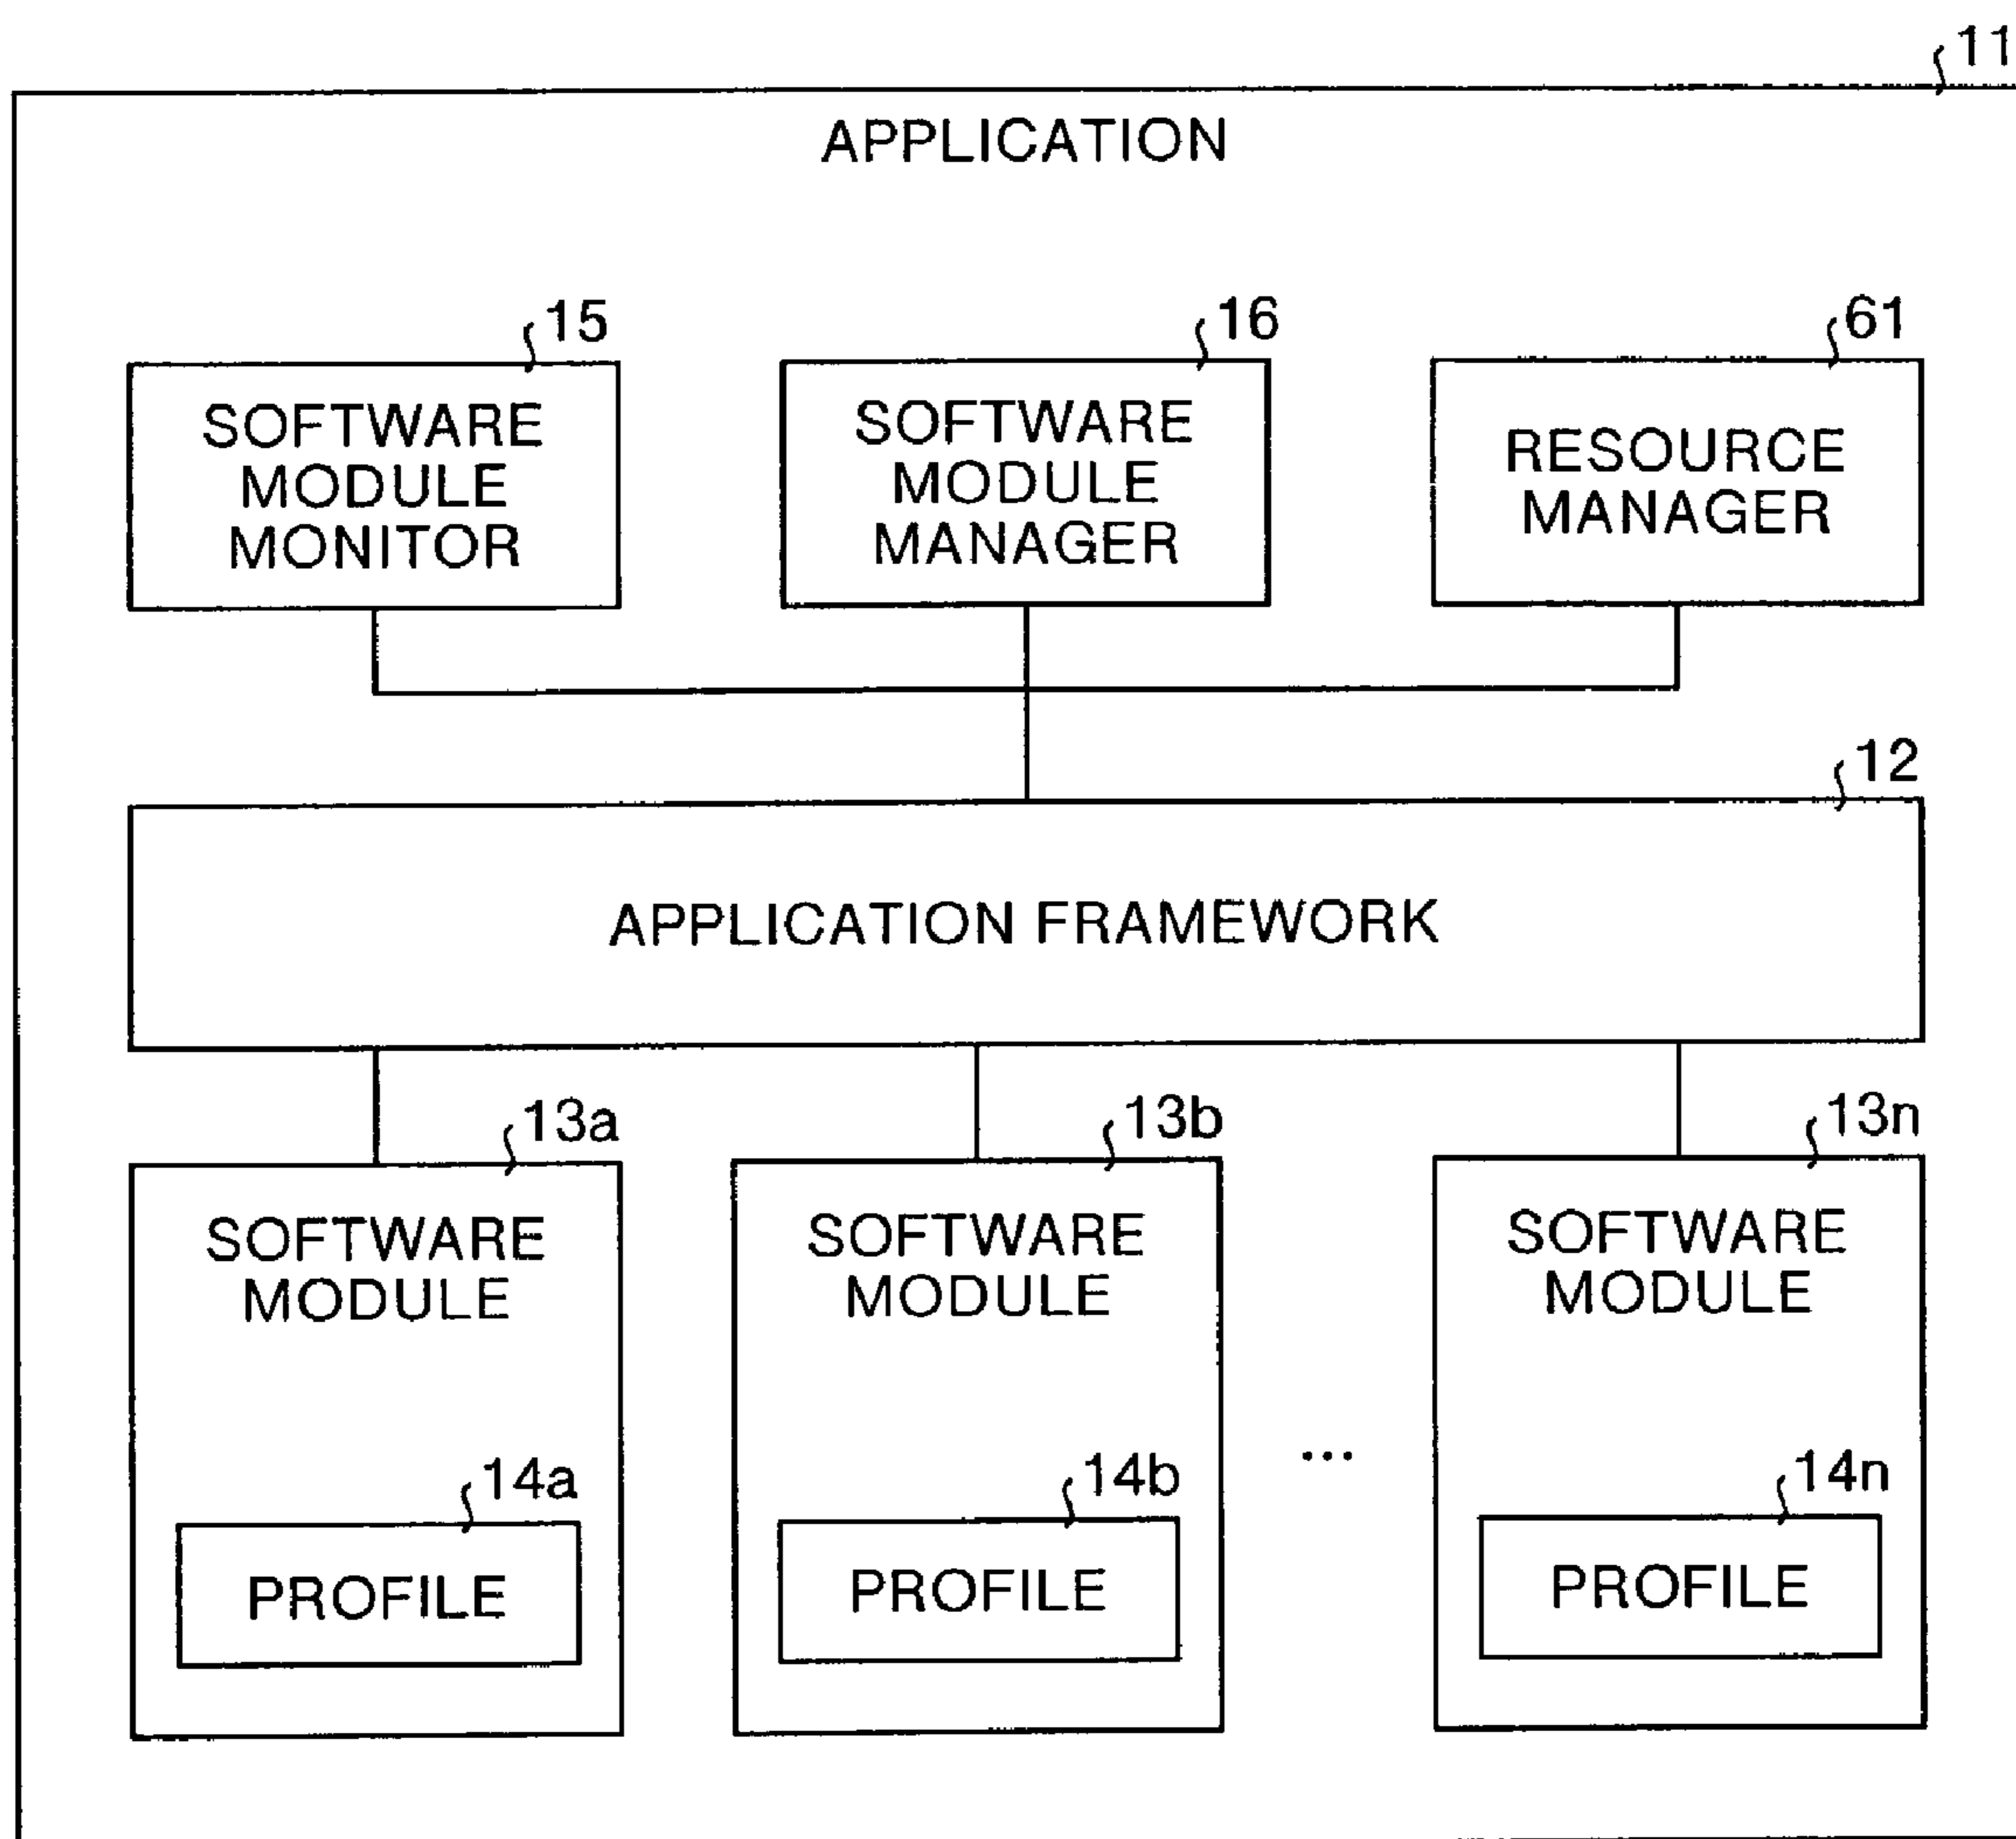 11
APPLICATION
15
16
61
SOFTWARE
MODULE
MONITOR
SOFTWARE
MODULE
MANAGER
RESOURCE
MANAGER
12
APPLICATION FRAMEWORK
13a
13b
13n
SOFTWARE
MODULE
SOFTWARE
MODULE
SOFTWARE
MODULE
...
14a
14b
14n
PROFILE
PROFILE
PROFILE